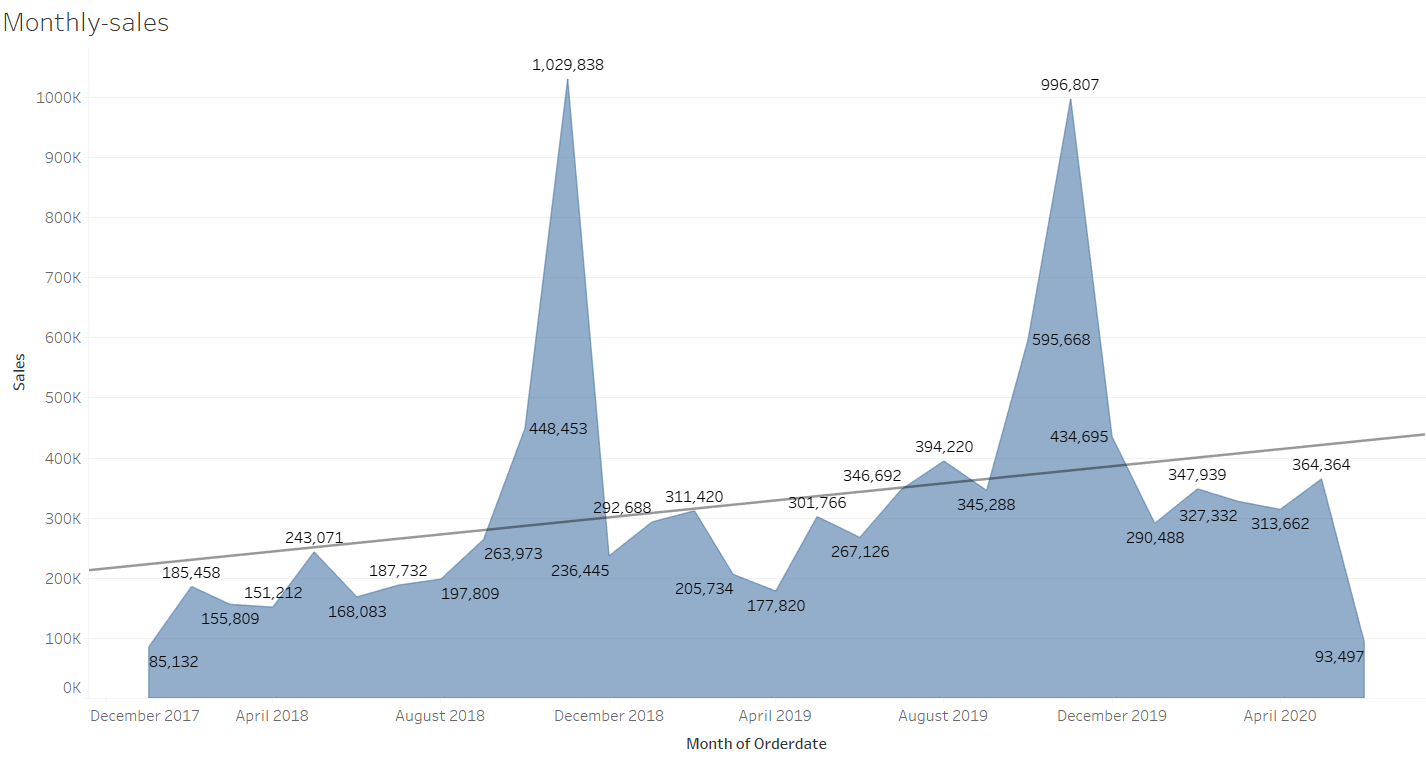 Monthly-sales
1,029,838
996,807
1000K
900K
800K
700K
600K
595,668
500K
448,453
434,695
400K
394,220
346,692
364,364
347,939
345,288
327,332
313,662
311,420
301,766
292,688
300K
290,488
267,126
263,973
243,071
236,445
205,734
200K
197,809
187,732
185,458
177,820
168,083
155,809
151,212
100K
93,497
85,132
0K
Sales
December 2017 April 2018 August 2018 December 2018 April 2019 August 2019 December 2019 April 2020
Month of Orderdate